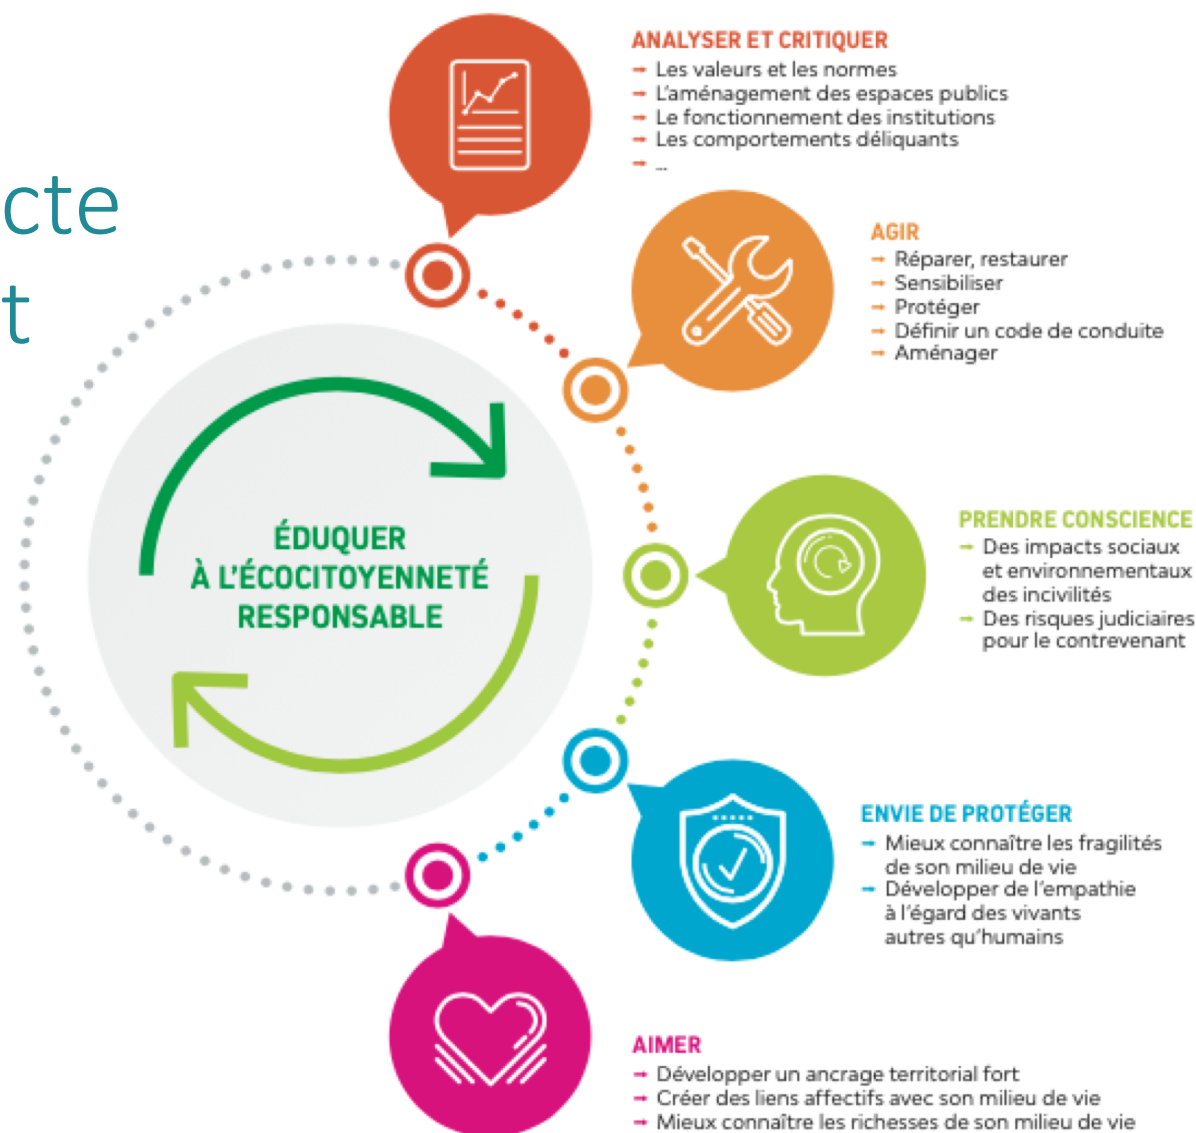 cte
t
ANALYSER ET CRITIQUER
→ Les valeurs et les normes
→ L'aménagement des espaces publics
→ Le fonctionnement des institutions
→ Les comportements déliquants
→ ...
AGIR
→ Réparer, restaurer
→ Sensibiliser
→ Protéger
→ Définir un code de conduite
→ Aménager
ÉDUQUER
À L'ÉCOCITOYENNETÉ
RESPONSABLE
PRENDRE CONSCIENCE
→ Des impacts sociaux
et environnementaux
des incivilités
→ Des risques judiciaires
pour le contrevenant
ENVIE DE PROTÉGER
→ Mieux connaître les fragilités
de son milieu de vie
→ Développer de l'empathie
à l'égard des vivants
autres qu'humains
AIMER
→ Développer un ancrage territorial fort
→ Créer des liens affectifs avec son milieu de vie
→ Mieux connaître les richesses de son milieu de vie